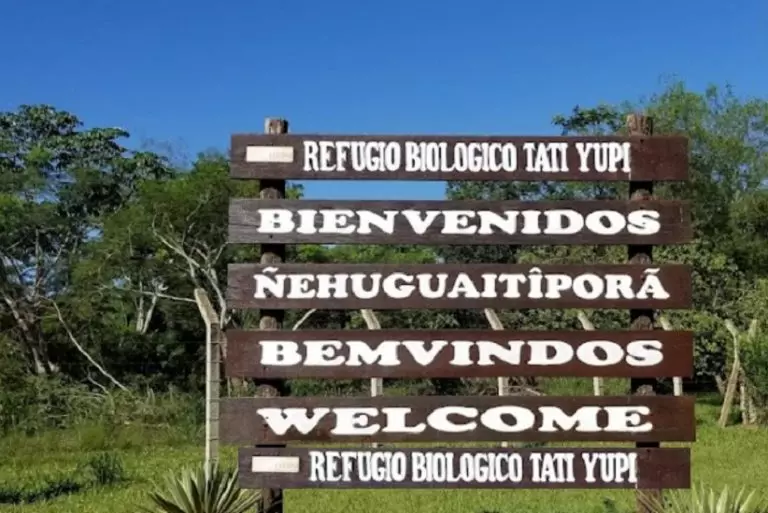 REFUGIO BIOLOGICO TATI YUPI
BIENVENIDOS
ÑEHUGUAITÎPORÃ
BEMVINDOS
WELCOME
REFUGIO BIOLOGICO TATI YUPI